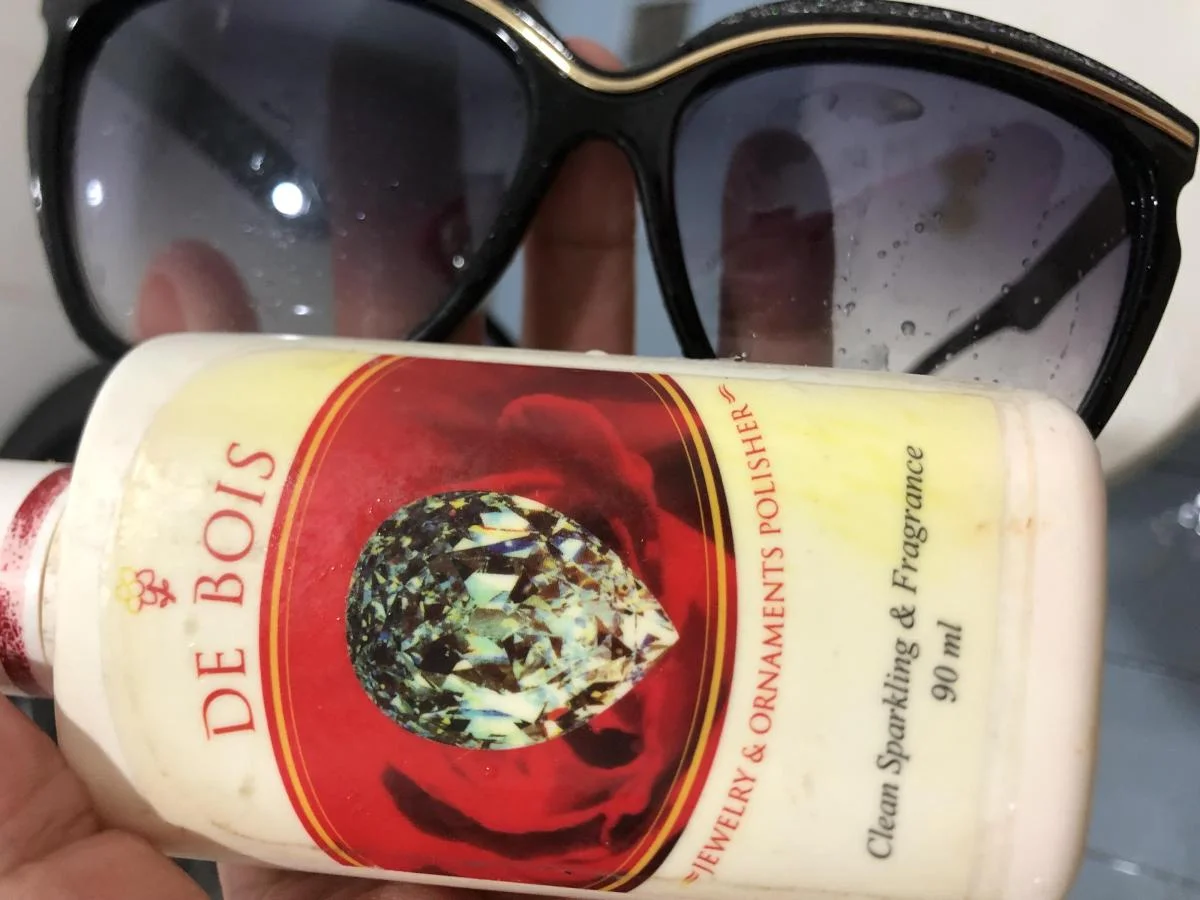 DE BOIS
JEWELRY & ORNAMENTS POLISHER
Clean Sparkling & Fragrance
90 ml